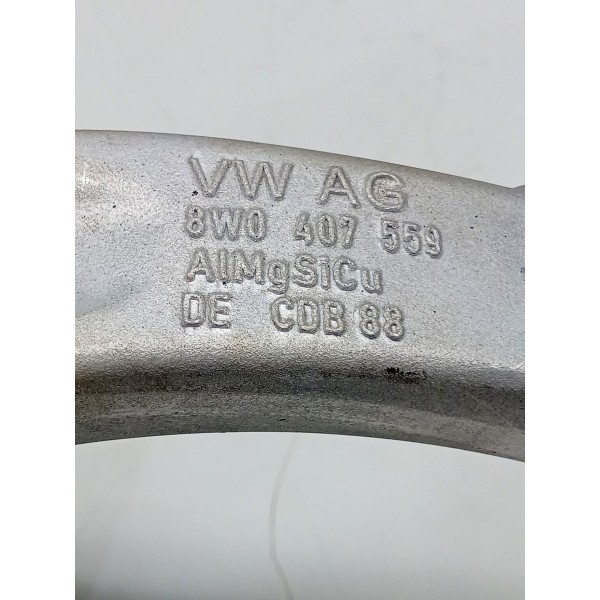 VW AG
8W0 407 559
AlMgSiCu
DE CDB 88